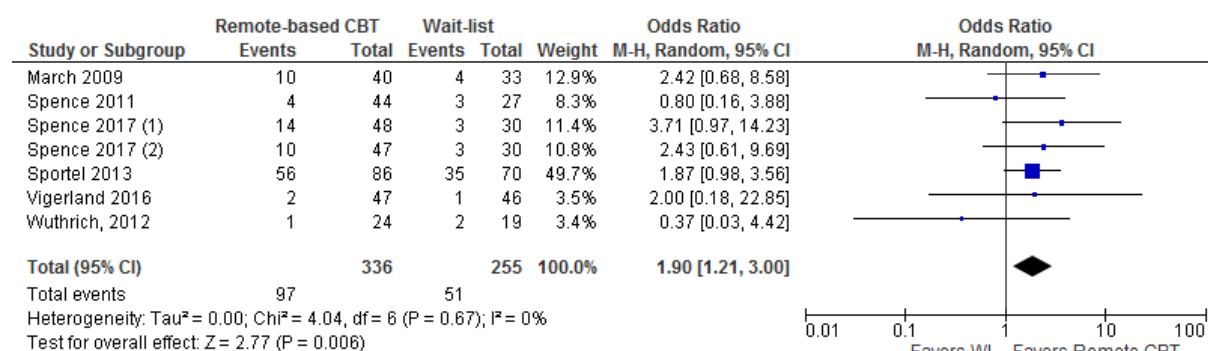 Remote-based CBT Wait-list Odds Ratio Odds Ratio
Study or Subgroup Events Total Events Total Weight M-H, Random, 95% CI M-H, Random, 95% CI
March 2009 10 40 4 33 12.9% 2.42 [0.68, 8.58]
Spence 2011 4 44 3 27 8.3% 0.80 [0.16, 3.88]
Spence 2017 (1) 14 48 3 30 11.4% 3.71 [0.97, 14.23]
Spence 2017 (2) 10 47 3 30 10.8% 2.43 [0.61, 9.69]
Sportel 2013 56 86 35 70 49.7% 1.87 [0.98, 3.56]
Vigerland 2016 2 47 1 46 3.5% 2.00 [0.18, 22.85]
Wuthrich, 2012 1 24 2 19 3.4% 0.37 [0.03, 4.42]
Total (95% CI) 336 255 100.0% 1.90 [1.21, 3.00]
Total events 97 51
Heterogeneity: Tau² = 0.00; Chi² = 4.04, df = 6 (P = 0.67); I² = 0%
Test for overall effect: Z = 2.77 (P = 0.006)
0.01 0.1 1 10 100
Favors WL Favors Remote CBT